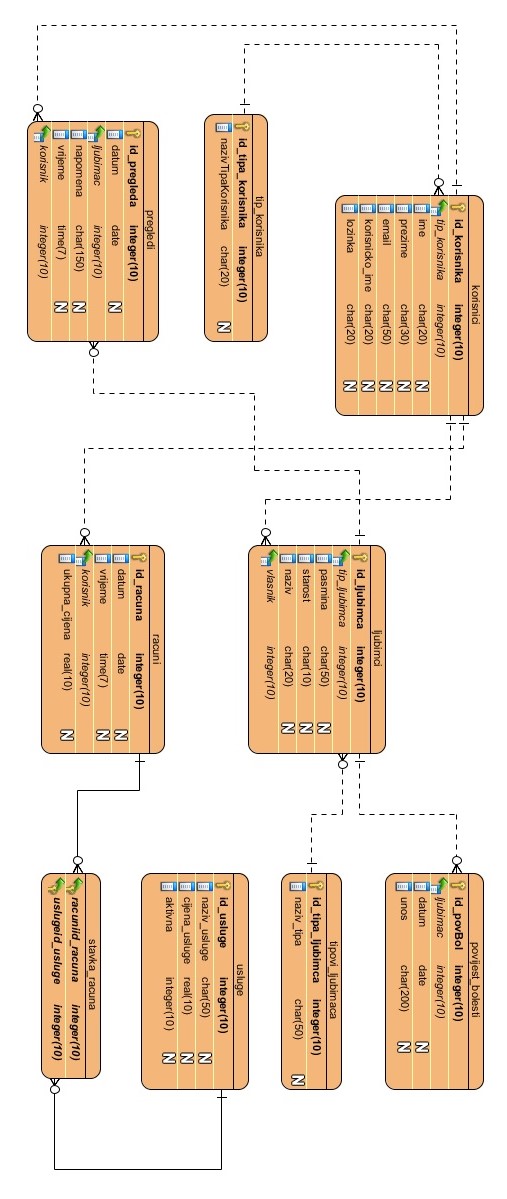 korisnici
id_korisnika integer(10)
tip_korisnika integer(10)
ime char(20) N
prezime char(30) N
email char(50) N
korisnicko_ime char(20) N
lozinka char(20) N
tip_korisnika
id_tipa_korisnika integer(10)
nazivTipaKorisnika char(20) N
pregledi
id_pregleda integer(10)
datum date N
ljubimac integer(10)
napomena char(150) N
vrijeme time(7) N
korisnik integer(10)
ljubimci
id_ljubimca integer(10)
tip_ljubimca integer(10)
pasmina char(50) N
starost char(10) N
naziv char(20) N
vlasnik integer(10)
racuni
id_racuna integer(10)
datum date N
vrijeme time(7) N
korisnik integer(10)
ukupna_cijena real(10) N
povijest_bolesti
id_povBol integer(10)
ljubimac integer(10)
datum date N
unos char(200) N
tipovi_ljubimaca
id_tipa_ljubimca integer(10)
naziv_tipa char(50) N
usluge
id_usluge integer(10)
naziv_usluge char(50) N
cijena_usluge real(10) N
aktivna integer(10) N
stavka_racuna
racuniid_racuna integer(10)
uslugeid_usluge integer(10)